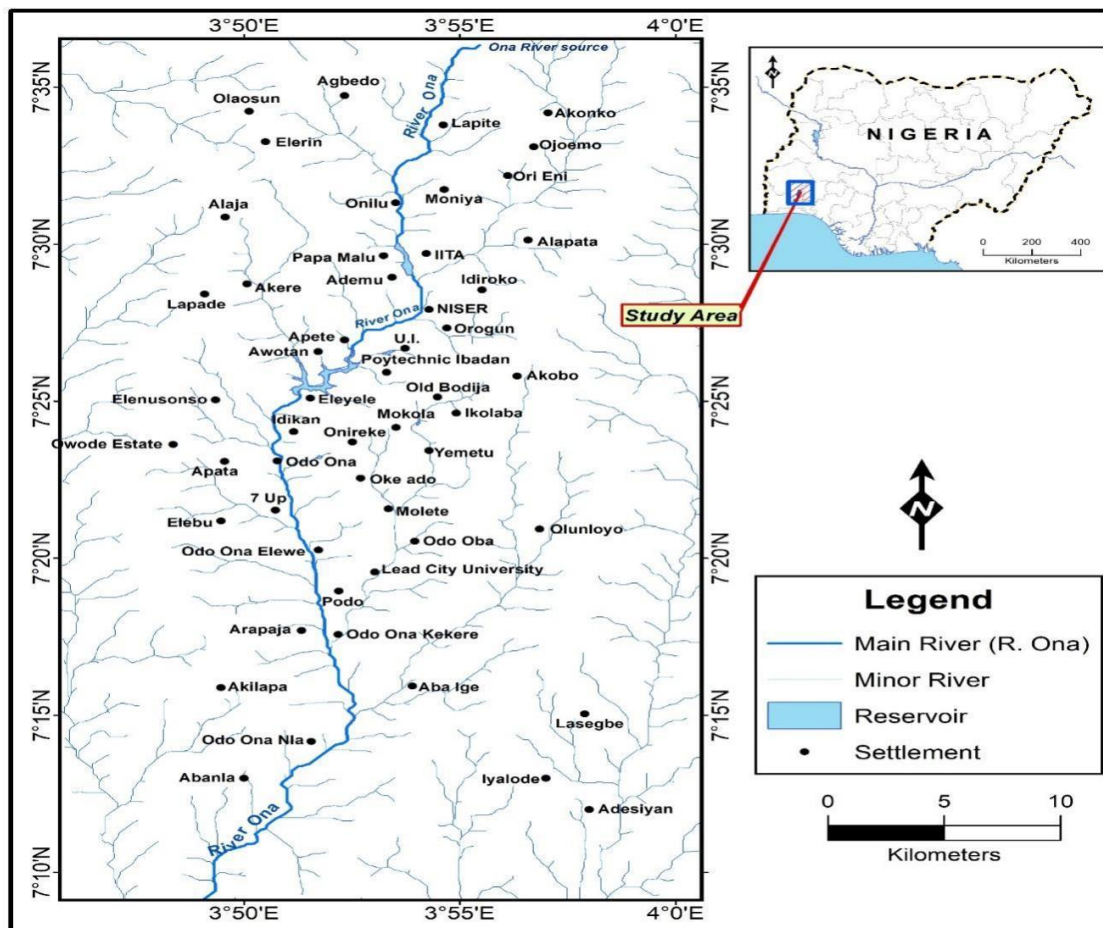 3°50'E
3°55'E
4°0'E
Ona River source
7°35'N
7°35'N
Agbedo
Olaosun
River Ona
Lapite
Akonko
Elerin
Ojoemo
Ori Eni
Moniya
Onilu
Alaja
7°30'N
7°30'N
Alapata
Papa Malu
IITA
Ademu
Idiroko
Akere
Lapade
NISER
River Ona
Orogun
Apete
U.I.
Awotan
Poytechnic Ibadan
Akobo
Old Bodija
7°25'N
7°25'N
Elenusonso
Eleyele
Mokola
Ikolaba
Idikan
Onireke
Owode Estate
Yemetu
Apata
Odo Ona
Oke ado
7 Up
Molete
Elebu
Olunloyo
Odo Oba
Odo Ona Elewe
7°20'N
7°20'N
Lead City University
Podo
Arapaja
Odo Ona Kekere
Akilapa
Aba Ige
7°15'N
7°15'N
Lasegbe
Odo Ona Nla
Abanla
Iyalode
Adesiyan
River Ona
7°10'N
7°10'N
3°50'E
3°55'E
4°0'E
N
NIGERIA
0 200 400
Kilometers
Study Area
N
Legend
Main River (R. Ona)
Minor River
Reservoir
Settlement
0 5 10
Kilometers